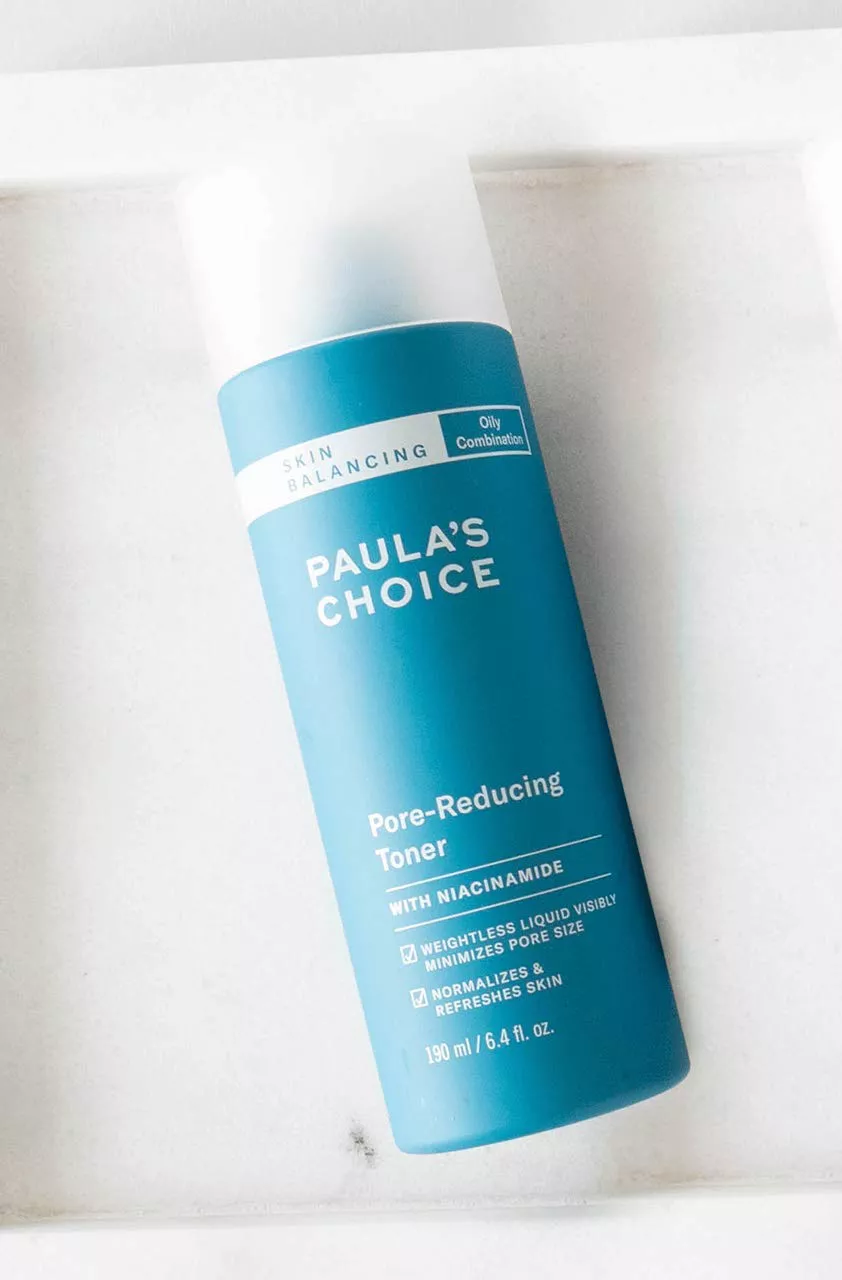 SKIN
BALANCING
Oily
Combination
PAULA'S
CHOICE
Pore-Reducing
Toner
WITH NIACINAMIDE
☑ WEIGHTLESS LIQUID VISIBLY
MINIMIZES PORE SIZE
☑ NORMALIZES &
REFRESHES SKIN
190 ml / 6.4 fl. oz.